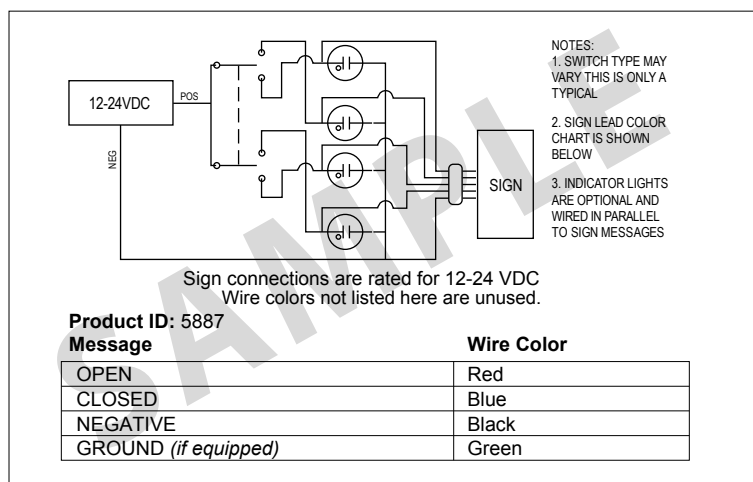 NOTES:
1. SWITCH TYPE MAY
VARY THIS IS ONLY A
TYPICAL
2. SIGN LEAD COLOR
CHART IS SHOWN
BELOW
3. INDICATOR LIGHTS
ARE OPTIONAL AND
WIRED IN PARALLEL
TO SIGN MESSAGES
12-24VDC
POS
NEG
SIGN
SAMPLE
Sign connections are rated for 12-24 VDC
Wire colors not listed here are unused.
Product ID: 5887
Message Wire Color
OPEN Red
CLOSED Blue
NEGATIVE Black
GROUND (if equipped) Green